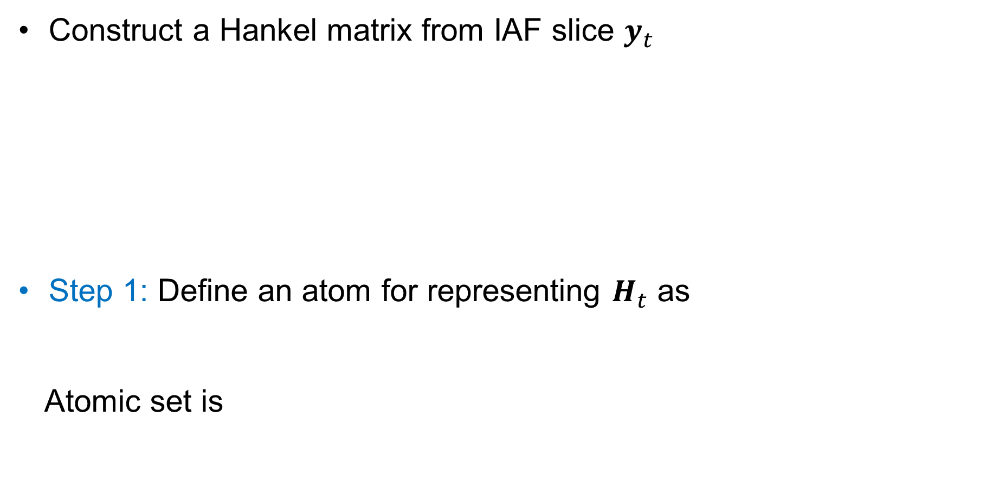 • Construct a Hankel matrix from IAF slice 𝒚ₜ
• Step 1: Define an atom for representing 𝑯ₜ as
Atomic set is